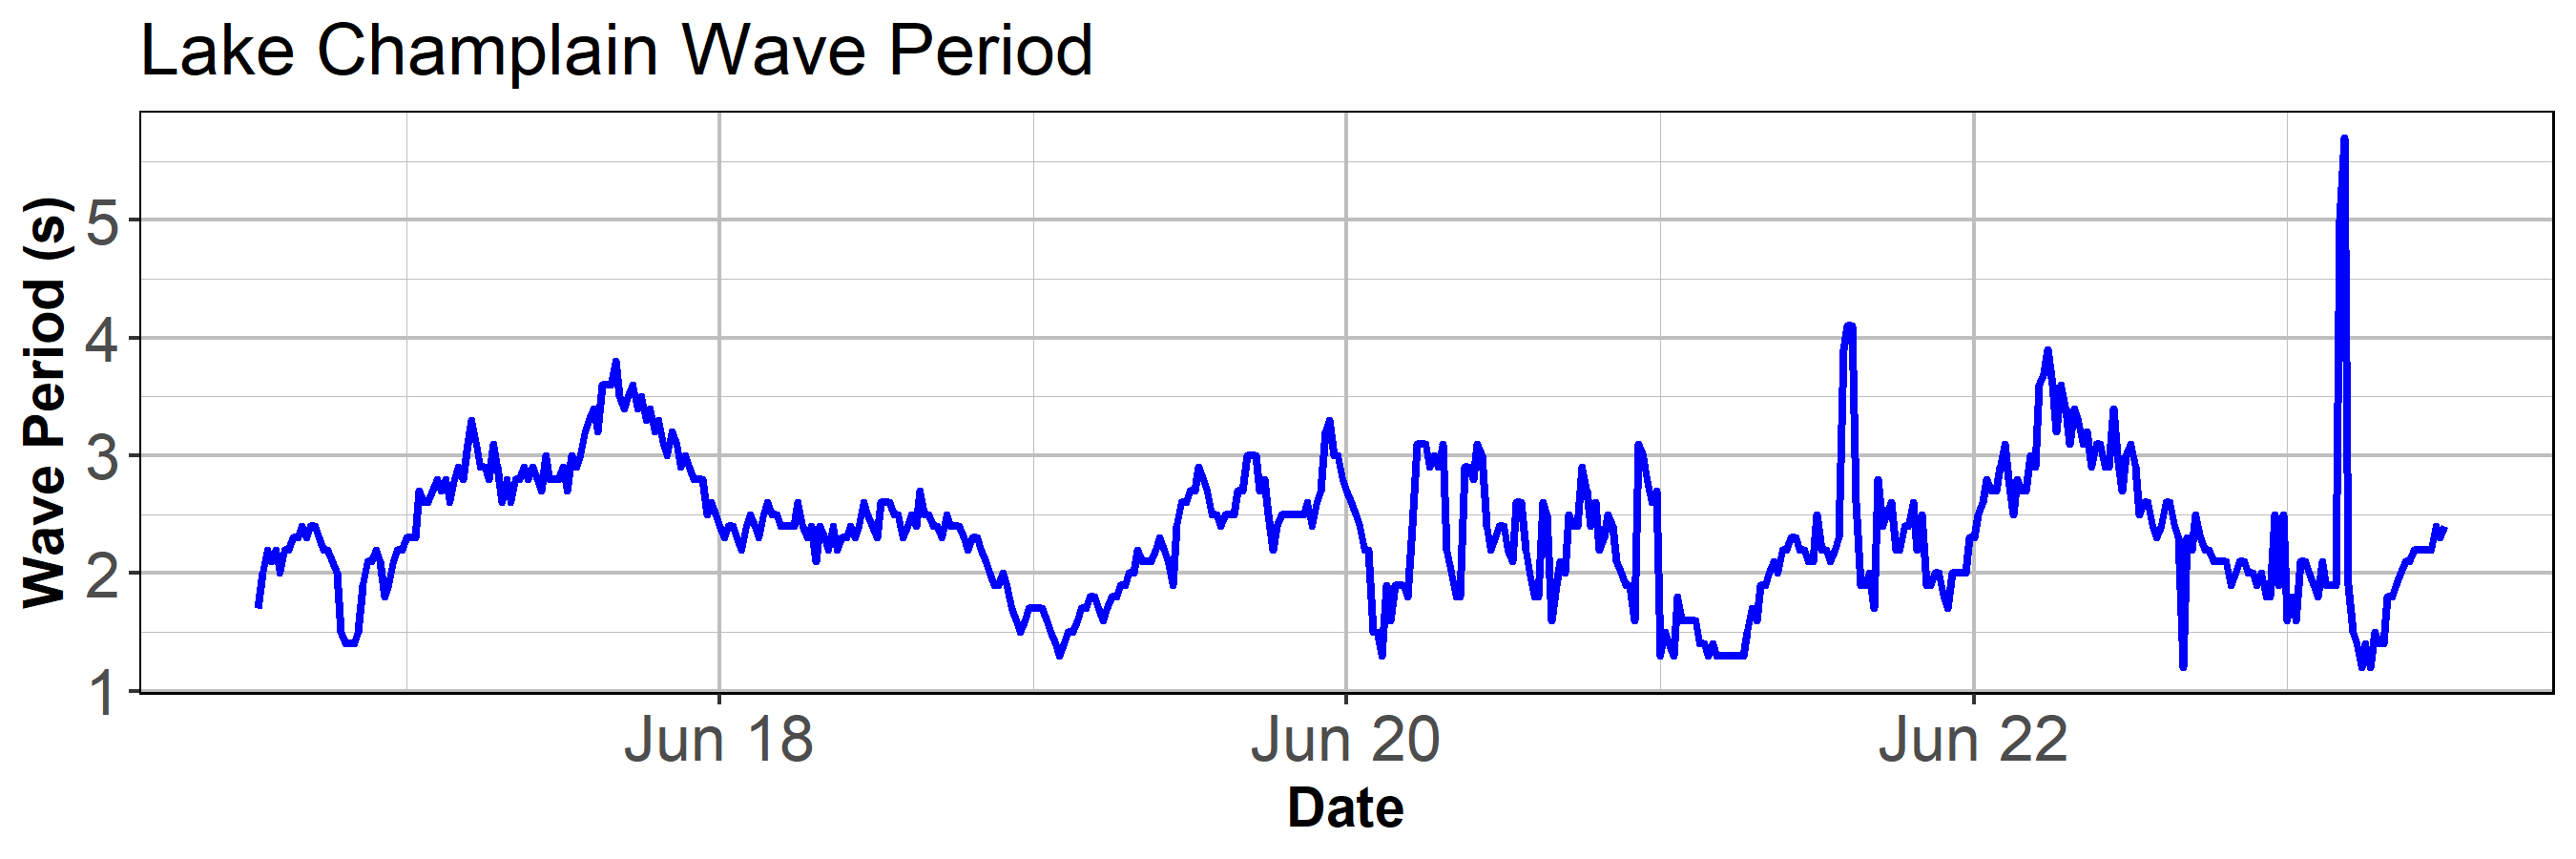 Lake Champlain Wave Period
Wave Period (s)
5
4
3
2
1
Jun 18
Jun 20
Jun 22
Date